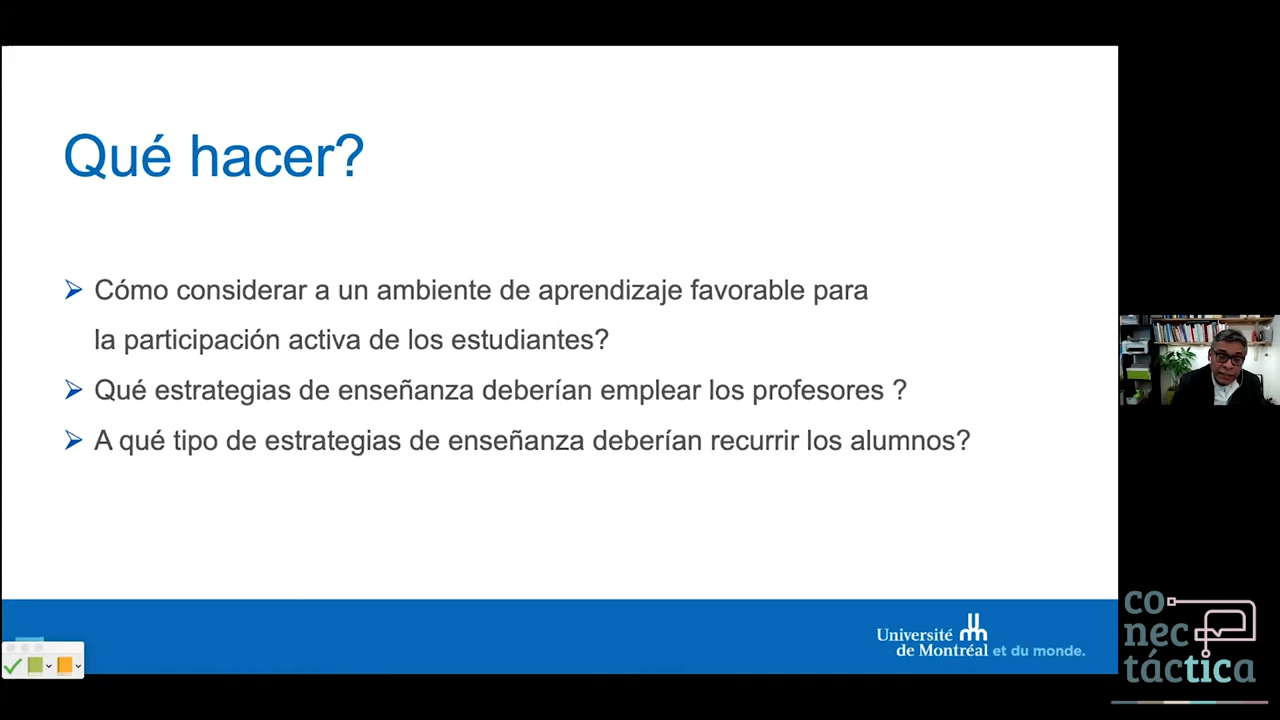 Qué hacer?
Cómo considerar a un ambiente de aprendizaje favorable para
la participación activa de los estudiantes?
Qué estrategias de enseñanza deberían emplear los profesores ?
A qué tipo de estrategias de enseñanza deberían recurrir los alumnos?
Université
de Montréal et du monde.
co
nec
táctica